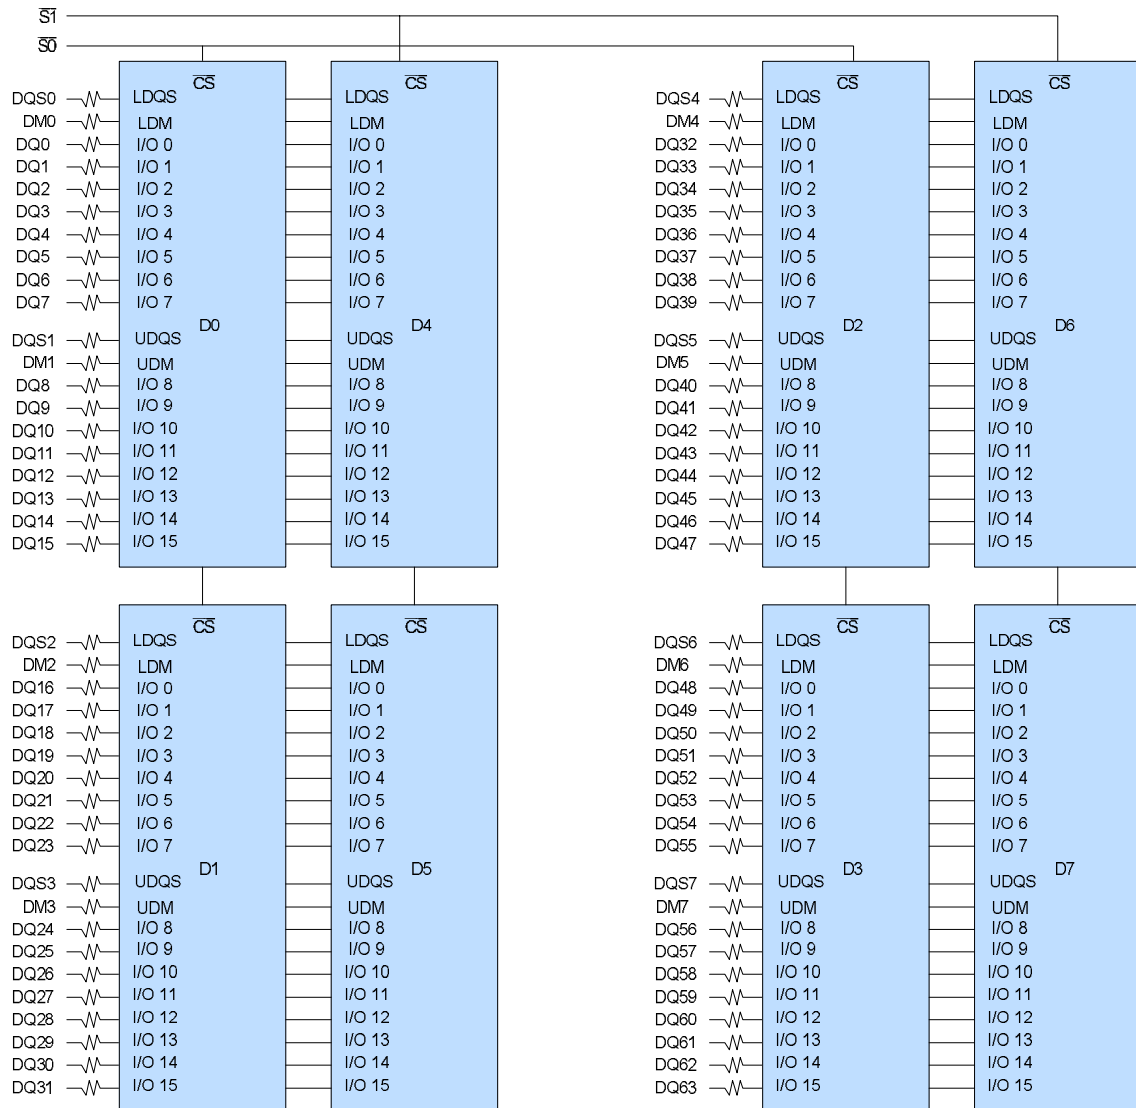 S1
S0
CS CS CS
DQS0 LDQS LDQS DQS4 LDQS LDQS
DM0 LDM LDM DM4 LDM LDM
DQ0 I/O 0 I/O 0 DQ32 I/O 0 I/O 0
DQ1 I/O 1 I/O 1 DQ33 I/O 1 I/O 1
DQ2 I/O 2 I/O 2 DQ34 I/O 2 I/O 2
DQ3 I/O 3 I/O 3 DQ35 I/O 3 I/O 3
DQ4 I/O 4 I/O 4 DQ36 I/O 4 I/O 4
DQ5 I/O 5 I/O 5 DQ37 I/O 5 I/O 5
DQ6 I/O 6 I/O 6 DQ38 I/O 6 I/O 6
DQ7 I/O 7 I/O 7 DQ39 I/O 7 I/O 7
D0 D4 D2 D6
DQS1 UDQS UDQS DQS5 UDQS UDQS
DM1 UDM UDM DM5 UDM UDM
DQ8 I/O 8 I/O 8 DQ40 I/O 8 I/O 8
DQ9 I/O 9 I/O 9 DQ41 I/O 9 I/O 9
DQ10 I/O 10 I/O 10 DQ42 I/O 10 I/O 10
DQ11 I/O 11 I/O 11 DQ43 I/O 11 I/O 11
DQ12 I/O 12 I/O 12 DQ44 I/O 12 I/O 12
DQ13 I/O 13 I/O 13 DQ45 I/O 13 I/O 13
DQ14 I/O 14 I/O 14 DQ46 I/O 14 I/O 14
DQ15 I/O 15 I/O 15 DQ47 I/O 15 I/O 15
CS CS CS CS
DQS2 LDQS LDQS DQS6 LDQS LDQS
DM2 LDM LDM DM6 LDM LDM
DQ16 I/O 0 I/O 0 DQ48 I/O 0 I/O 0
DQ17 I/O 1 I/O 1 DQ49 I/O 1 I/O 1
DQ18 I/O 2 I/O 2 DQ50 I/O 2 I/O 2
DQ19 I/O 3 I/O 3 DQ51 I/O 3 I/O 3
DQ20 I/O 4 I/O 4 DQ52 I/O 4 I/O 4
DQ21 I/O 5 I/O 5 DQ53 I/O 5 I/O 5
DQ22 I/O 6 I/O 6 DQ54 I/O 6 I/O 6
DQ23 I/O 7 I/O 7 DQ55 I/O 7 I/O 7
D1 D5 D3 D7
DQS3 UDQS UDQS DQS7 UDQS UDQS
DM3 UDM UDM DM7 UDM UDM
DQ24 I/O 8 I/O 8 DQ56 I/O 8 I/O 8
DQ25 I/O 9 I/O 9 DQ57 I/O 9 I/O 9
DQ26 I/O 10 I/O 10 DQ58 I/O 10 I/O 10
DQ27 I/O 11 I/O 11 DQ59 I/O 11 I/O 11
DQ28 I/O 12 I/O 12 DQ60 I/O 12 I/O 12
DQ29 I/O 13 I/O 13 DQ61 I/O 13 I/O 13
DQ30 I/O 14 I/O 14 DQ62 I/O 14 I/O 14
DQ31 I/O 15 I/O 15 DQ63 I/O 15 I/O 15